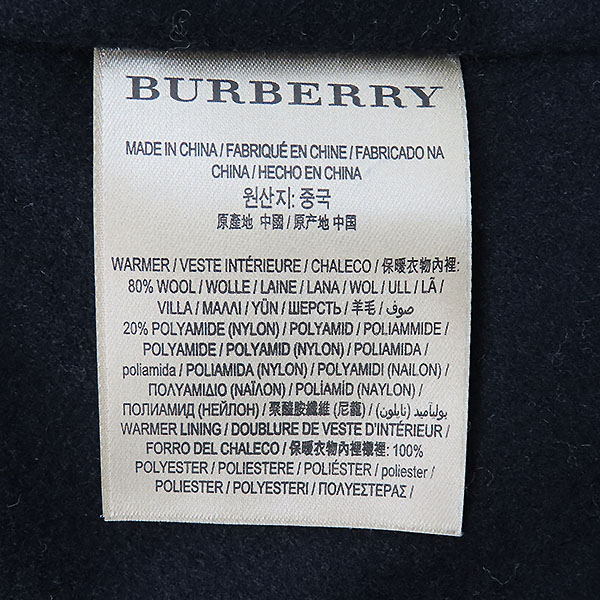 BURBERRY
MADE IN CHINA / FABRIQUÉ EN CHINE / FABRICADO NA
CHINA / HECHO EN CHINA
원산지: 중국
原產地 中國 / 原产地 中国
WARMER / VESTE INTÉRIEURE / CHALECO / 保暖衣物內裡:
80% WOOL / WOLLE / LAINE / LANA / WOL / ULL / LÃ /
VILLA / ΜΑΛΛΙ / YÜN / ШЕРСТЬ / 羊毛 / صوف /
20% POLYAMIDE (NYLON) / POLYAMID / POLIAMMIDE /
POLYAMIDE / POLYAMID (NYLON) / POLIAMIDA /
poliamida / POLIAMIDA (NYLON) / POLYAMIDI (NAILON) /
ΠΟΛΥΑΜΙΔΙΟ (ΝΑΪΛΟΝ) / POLİAMİD (NAYLON) /
ПОЛИАМИД (НЕЙЛОН) / 聚醯胺纖維 (尼龍) / بوليآميد (نايلون) /
WARMER LINING / DOUBLURE DE VESTE D'INTÉRIEUR /
FORRO DEL CHALECO / 保暖衣物內裡襯裡: 100%
POLYESTER / POLIESTERE / POLIÉSTER / poliester /
POLIESTER / POLYESTERI / ΠΟΛΥΕΣΤΕΡΑΣ /